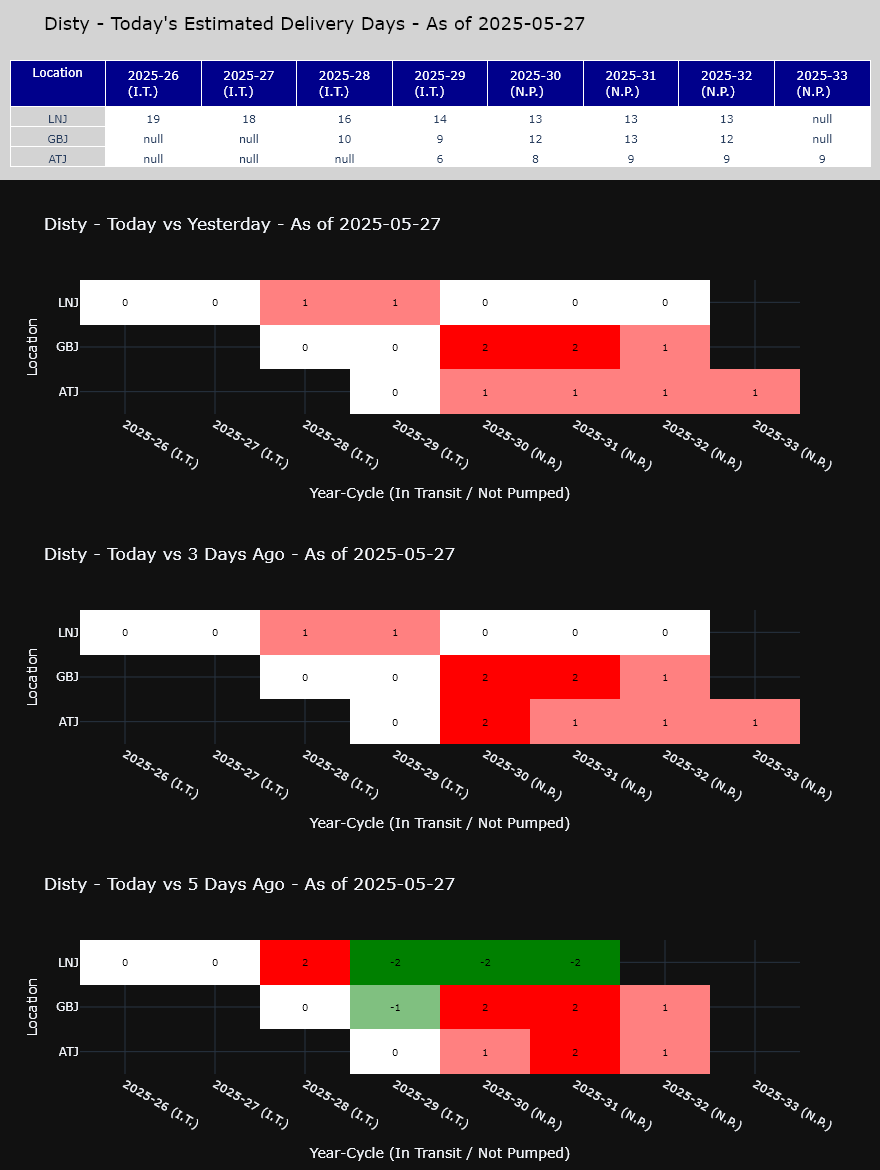 Disty - Today's Estimated Delivery Days - As of 2025-05-27
Location 2025-26 (I.T.) 2025-27 (I.T.) 2025-28 (I.T.) 2025-29 (I.T.) 2025-30 (N.P.) 2025-31 (N.P.) 2025-32 (N.P.) 2025-33 (N.P.)
LNJ 19 18 16 14 13 13 13 null
GBJ null null 10 9 12 13 12 null
ATJ null null null 6 8 9 9 9
Disty - Today vs Yesterday - As of 2025-05-27
Location
LNJ 0 0 1 1 0 0 0
GBJ 0 0 2 2 1
ATJ 0 1 1 1 1
2025-26 (I.T.) 2025-27 (I.T.) 2025-28 (I.T.) 2025-29 (I.T.) 2025-30 (N.P.) 2025-31 (N.P.) 2025-32 (N.P.) 2025-33 (N.P.)
Year-Cycle (In Transit / Not Pumped)
Disty - Today vs 3 Days Ago - As of 2025-05-27
Location
LNJ 0 0 1 1 0 0 0
GBJ 0 0 2 2 1
ATJ 0 2 1 1 1
2025-26 (I.T.) 2025-27 (I.T.) 2025-28 (I.T.) 2025-29 (I.T.) 2025-30 (N.P.) 2025-31 (N.P.) 2025-32 (N.P.) 2025-33 (N.P.)
Year-Cycle (In Transit / Not Pumped)
Disty - Today vs 5 Days Ago - As of 2025-05-27
Location
LNJ 0 0 2 -2 -2 -2
GBJ 0 -1 2 2 1
ATJ 0 1 2 1
2025-26 (I.T.) 2025-27 (I.T.) 2025-28 (I.T.) 2025-29 (I.T.) 2025-30 (N.P.) 2025-31 (N.P.) 2025-32 (N.P.) 2025-33 (N.P.)
Year-Cycle (In Transit / Not Pumped)